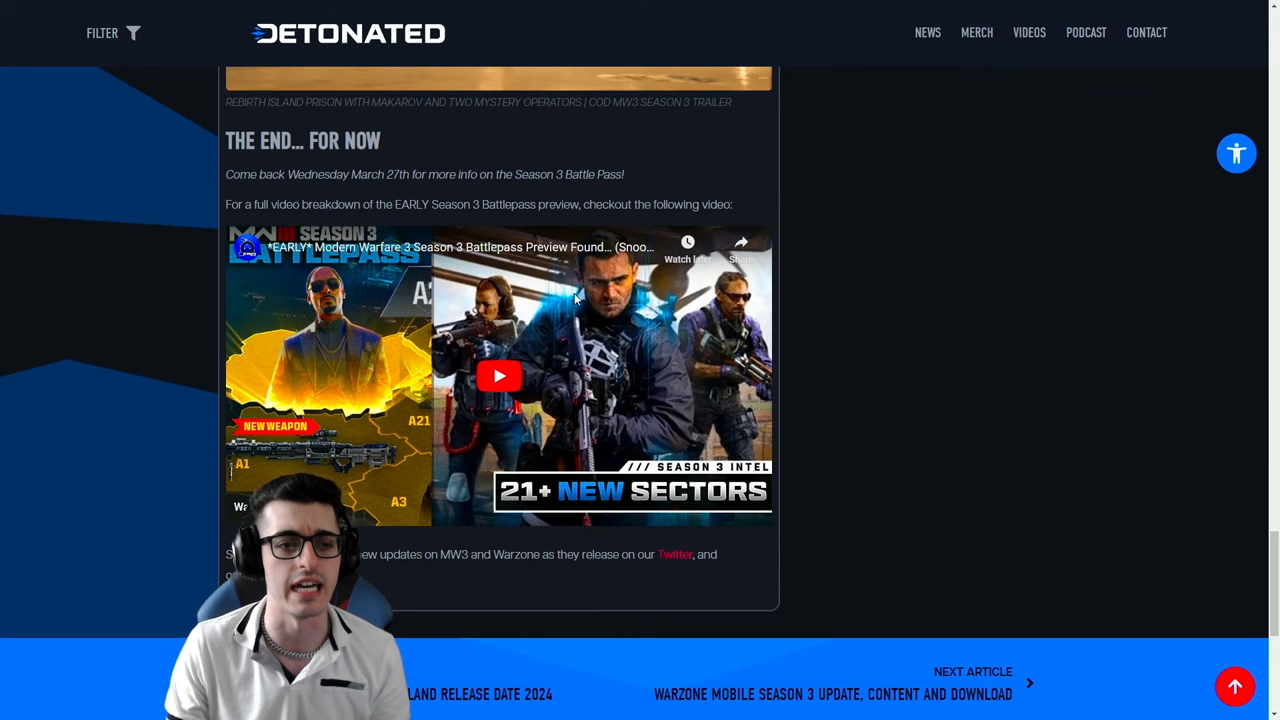 FILTER
DETONATED
NEWS
MERCH
VIDEOS
PODCAST
CONTACT
REBIRTH ISLAND PRISON WITH MAKAROV AND TWO MYSTERY OPERATORS | COD MW3 SEASON 3 TRAILER
THE END... FOR NOW
Come back Wednesday March 27th for more info on the Season 3 Battle Pass!
For a full video breakdown of the EARLY Season 3 Battlepass preview, checkout the following video:
MWIII SEASON 3
BATTLEPASS
*EARLY* Modern Warfare 3 Season 3 Battlepass Preview Found... (Snoo...
Watch later
Share
NEW WEAPON
A21
A1
A3
/// SEASON 3 INTEL
21+ NEW SECTORS
new updates on MW3 and Warzone as they release on our Twitter, and
LAND RELEASE DATE 2024
NEXT ARTICLE
WARZONE MOBILE SEASON 3 UPDATE, CONTENT AND DOWNLOAD